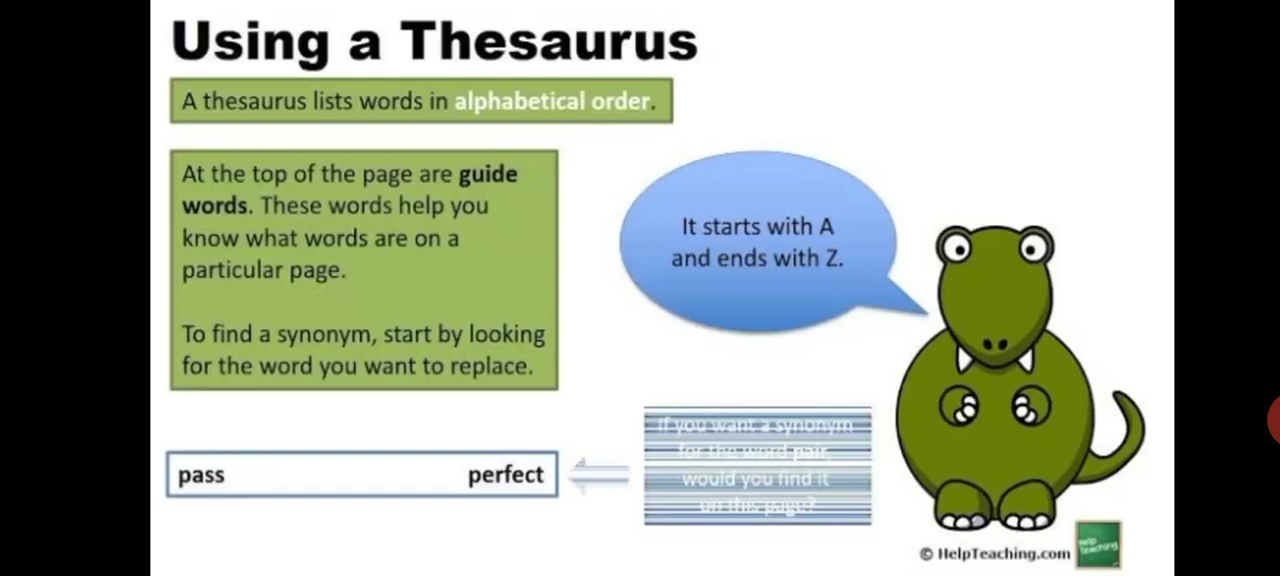 Using a Thesaurus
A thesaurus lists words in alphabetical order.
At the top of the page are guide
words. These words help you
know what words are on a
particular page.
To find a synonym, start by looking
for the word you want to replace.
It starts with A
and ends with Z.
pass perfect
If you want a synonym
for the word pair,
would you find it
on this page?
© HelpTeaching.com
Help
Teaching